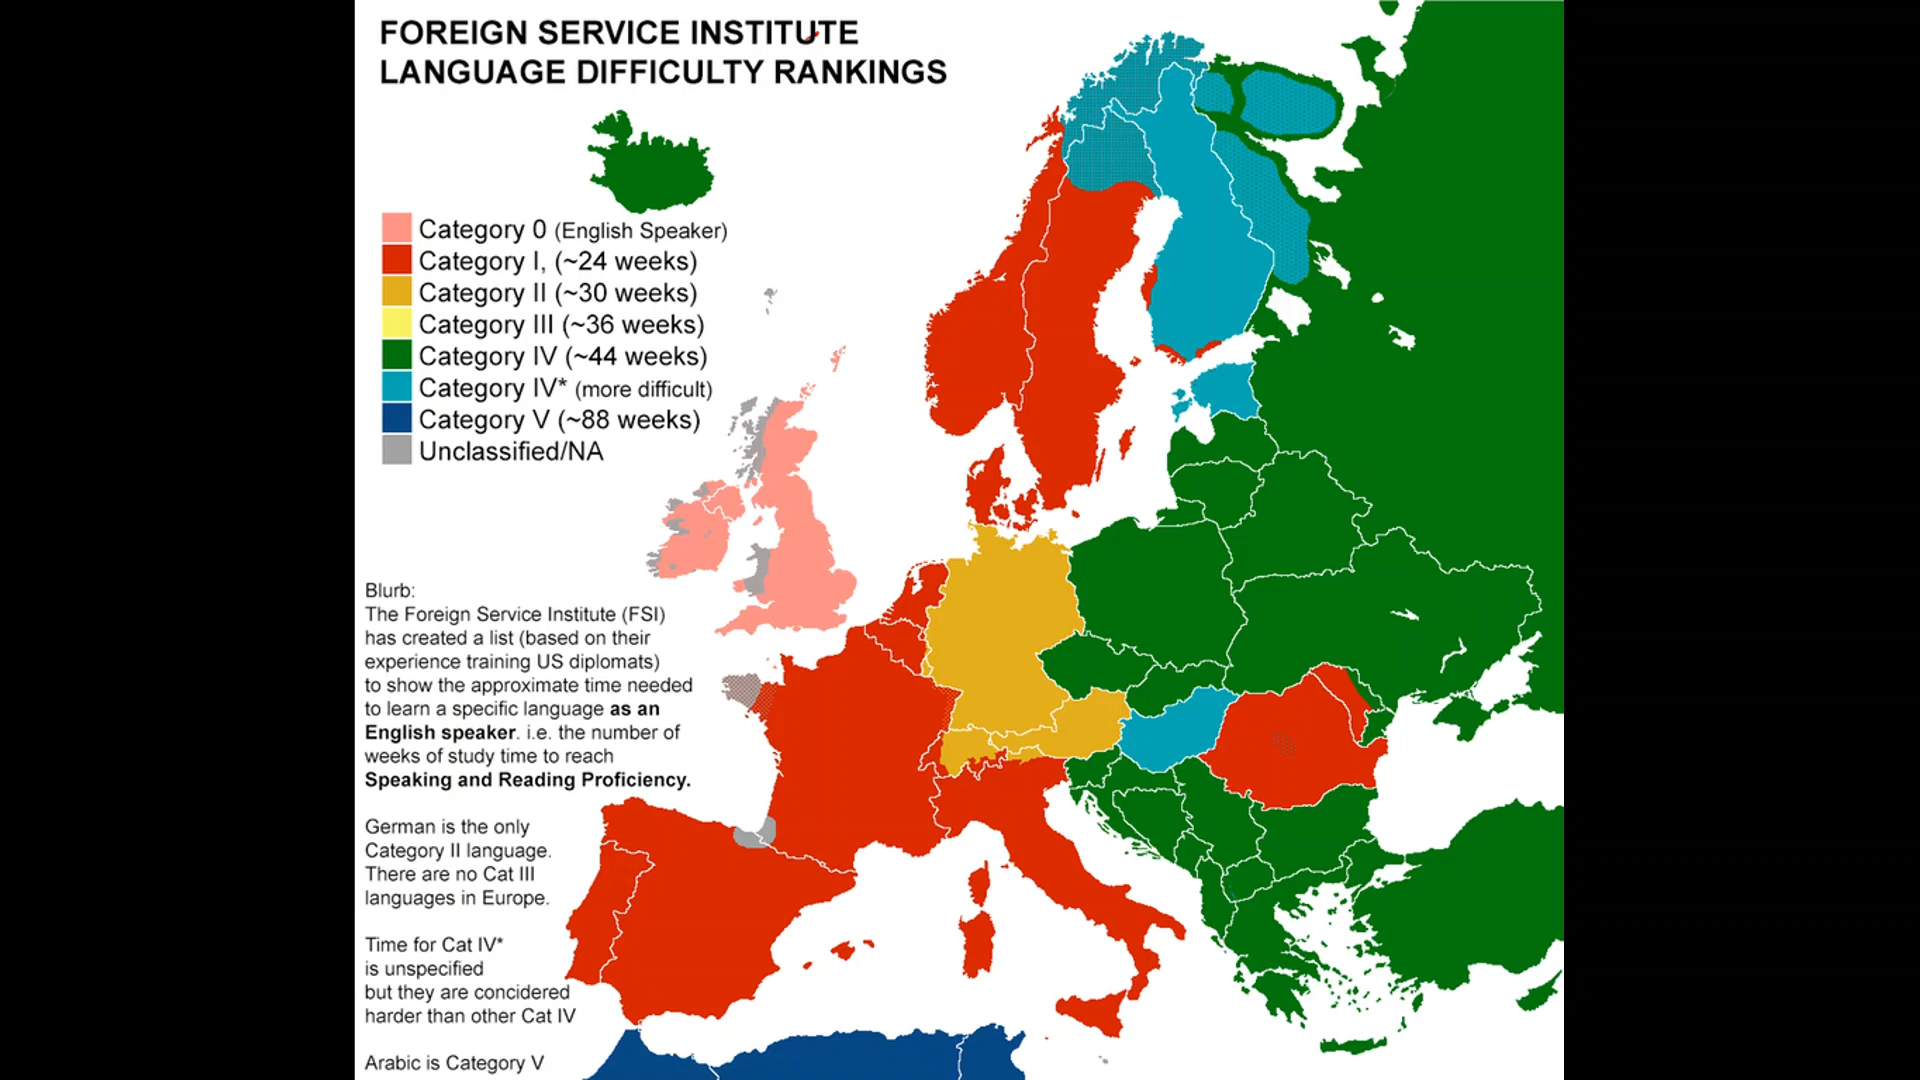 FOREIGN SERVICE INSTITUTE
LANGUAGE DIFFICULTY RANKINGS
Category 0 (English Speaker)
Category I, (~24 weeks)
Category II (~30 weeks)
Category III (~36 weeks)
Category IV (~44 weeks)
Category IV* (more difficult)
Category V (~88 weeks)
Unclassified/NA
Blurb:
The Foreign Service Institute (FSI)
has created a list (based on their
experience training US diplomats)
to show the approximate time needed
to learn a specific language as an
English speaker. i.e. the number of
weeks of study time to reach
Speaking and Reading Proficiency.
German is the only
Category II language.
There are no Cat III
languages in Europe.
Time for Cat IV*
is unspecified
but they are concidered
harder than other Cat IV
Arabic is Category V